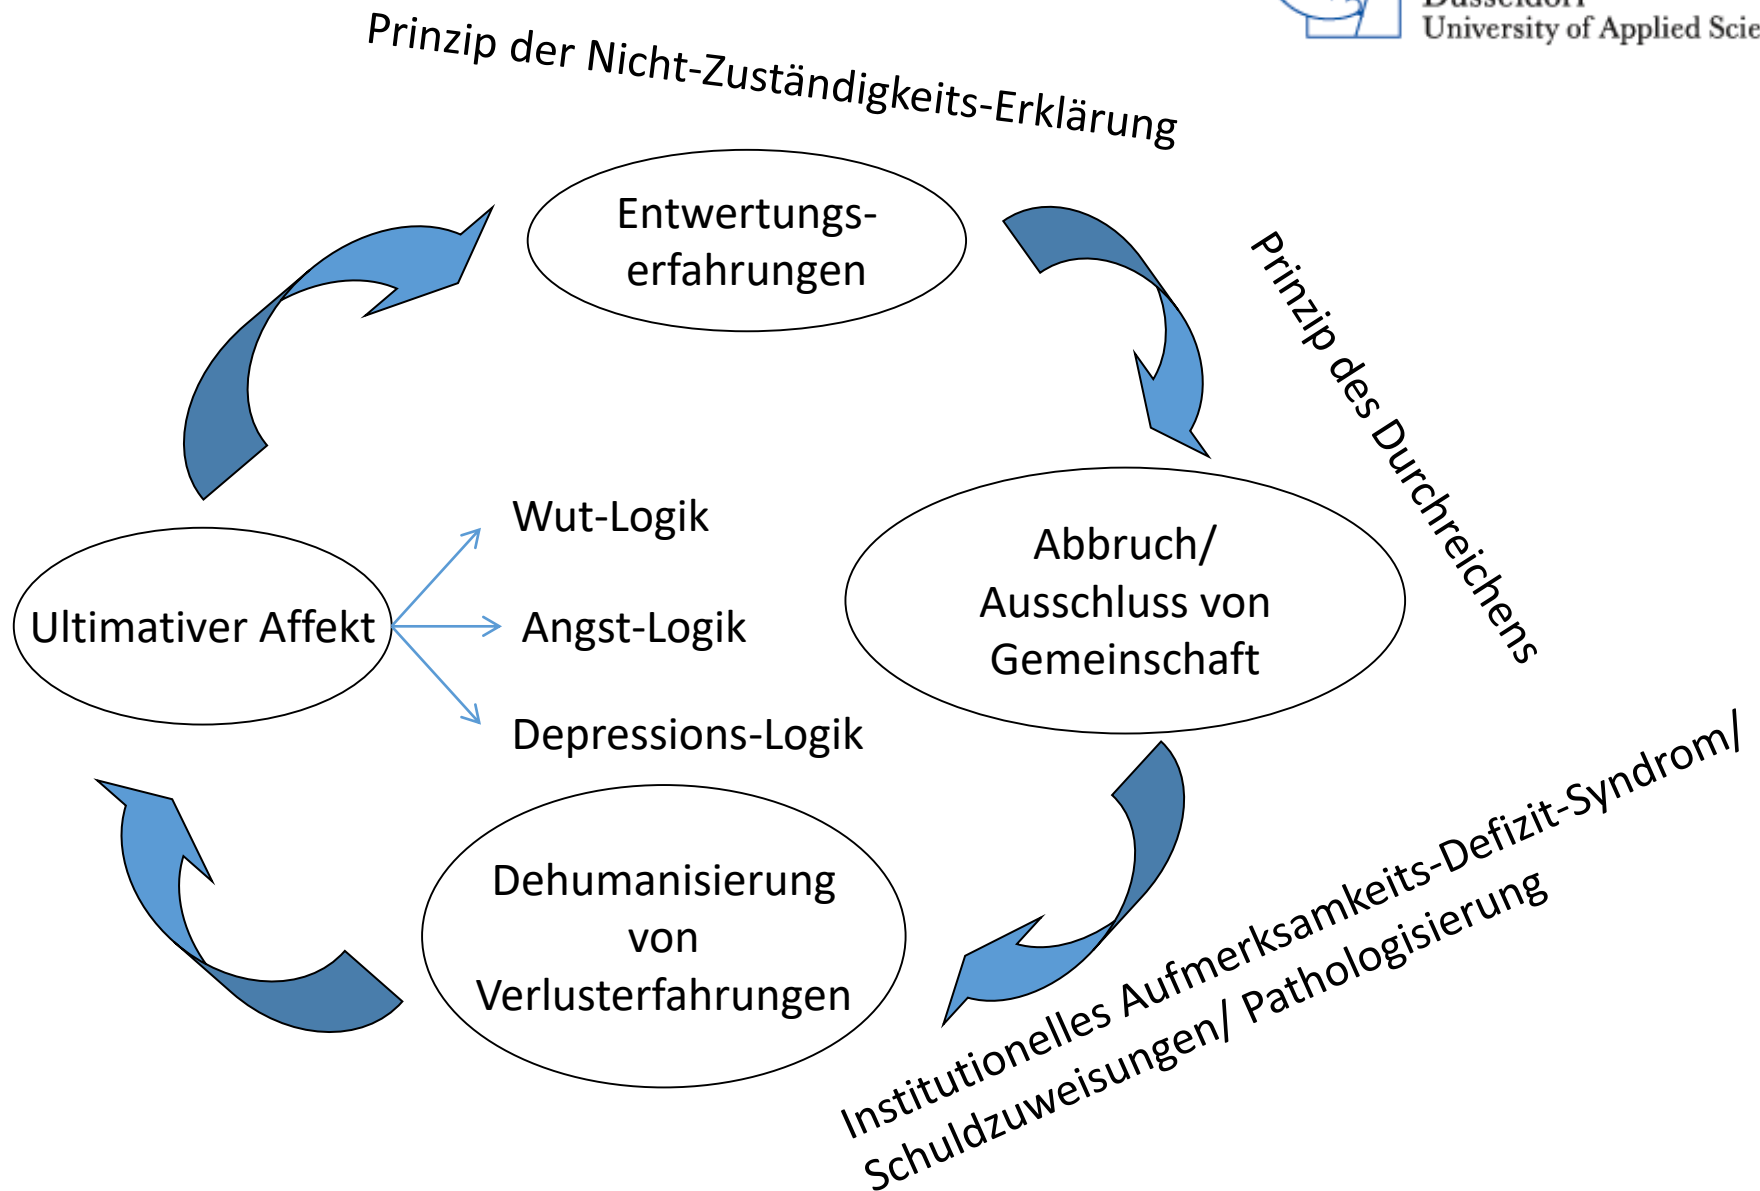 University of Applied Scie
Prinzip der Nicht-Zuständigkeits-Erklärung
Entwertungs-
erfahrungen
Prinzip des Durchreichens
Wut-Logik
Abbruch/
Ausschluss von
Gemeinschaft
Ultimativer Affekt
Angst-Logik
Depressions-Logik
Dehumanisierung
von
Verlusterfahrungen
Institutionelles Aufmerksamkeits-Defizit-Syndrom/
Schuldzuweisungen/ Pathologisierung